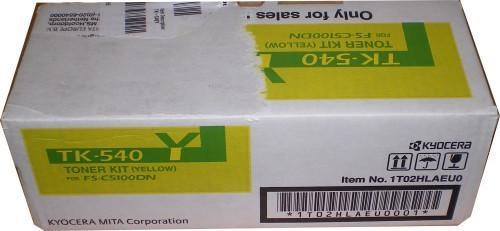 Only for sales
TONER KIT (YELLOW)
FOR FS-C5100DN
TK-540
TK-540 Y
TONER KIT (YELLOW)
FOR FS-C5100DN
KYOCERA MITA Corporation
KYOCERA
Item No. 1T02HLAEU0
*1T02HLAEU0001*